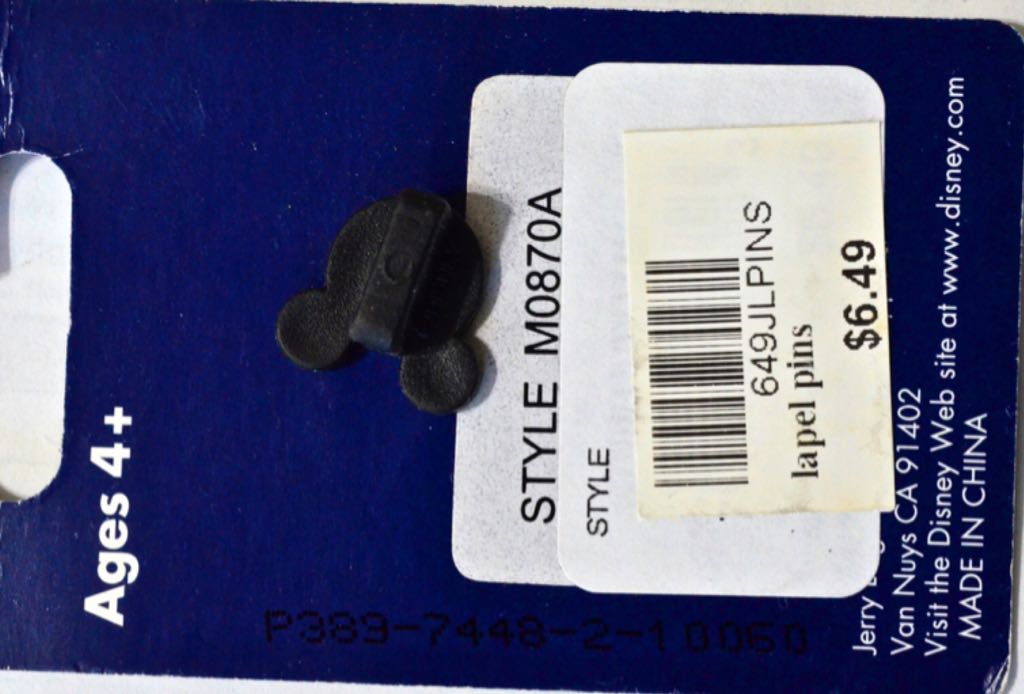 Ages 4+
STYLE M0870A
STYLE
649JLPINS
lapel pins
$6.49
Jerry
Van Nuys CA 91402
Visit the Disney Web site at www.disney.com
MADE IN CHINA
P389-7448-2-10060